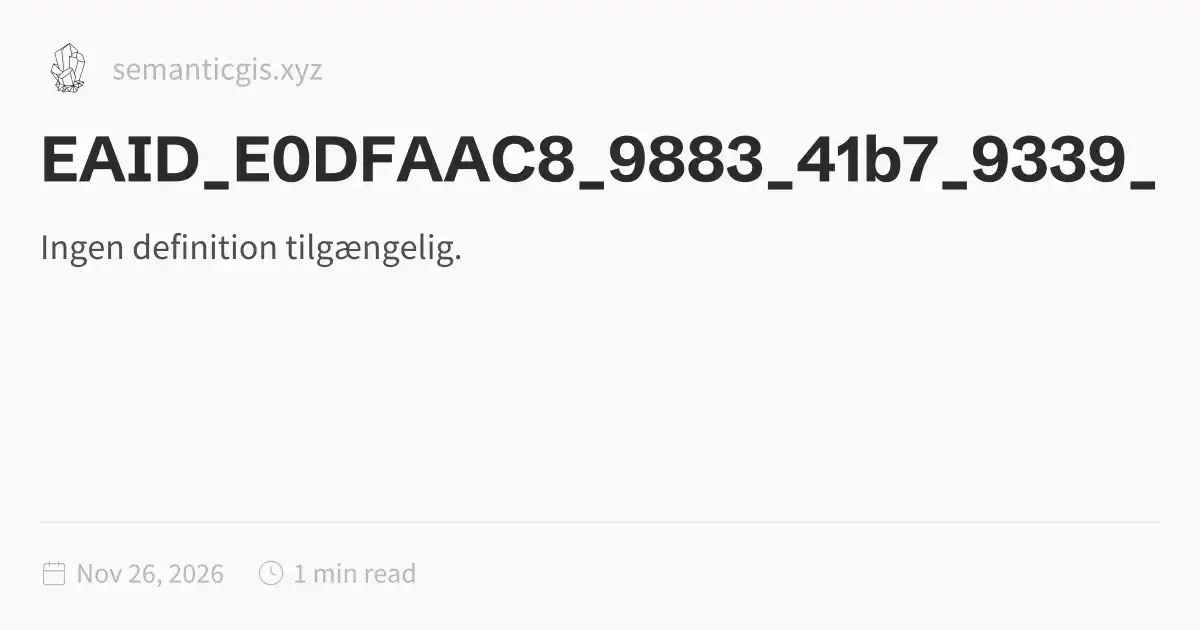 semanticgis.xyz
EAID_E0DFAAC8_9883_41b7_9339_
Ingen definition tilgængelig.
Nov 26, 2026 1 min read